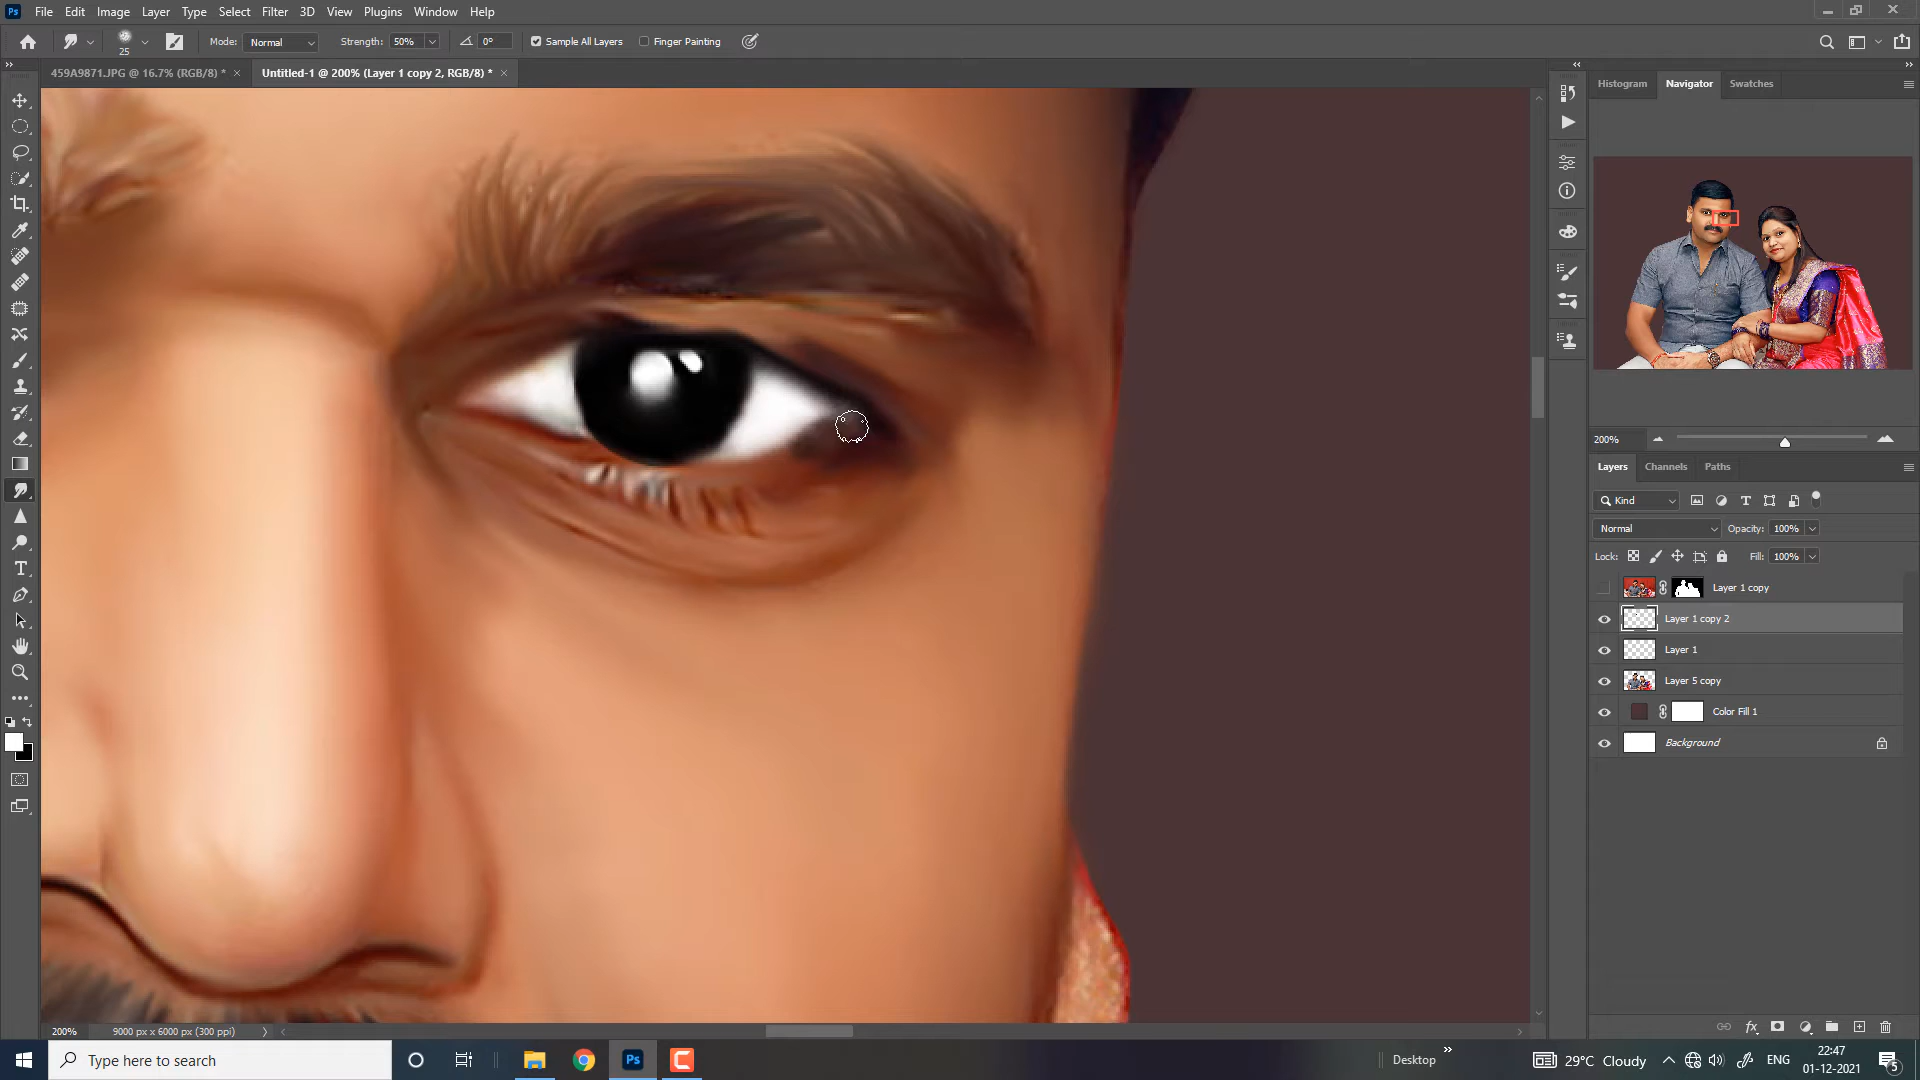 Ps File Edit Image Layer Type Select Filter 3D View Plugins Window Help
25 Mode: Normal Strength: 50% 0° Sample All Layers Finger Painting
459A9871.JPG @ 16.7% (RGB/8) * × Untitled-1 @ 200% (Layer 1 copy 2, RGB/8) * ×
Histogram Navigator Swatches
200%
Layers Channels Paths
Kind
Normal Opacity: 100%
Lock: Fill: 100%
Layer 1 copy
Layer 1 copy 2
Layer 1
Layer 5 copy
Color Fill 1
Background
200% 9000 px x 6000 px (300 ppi)
fx
Type here to search
Ps
Desktop
29°C Cloudy
ENG
22:47
01-12-2021
5